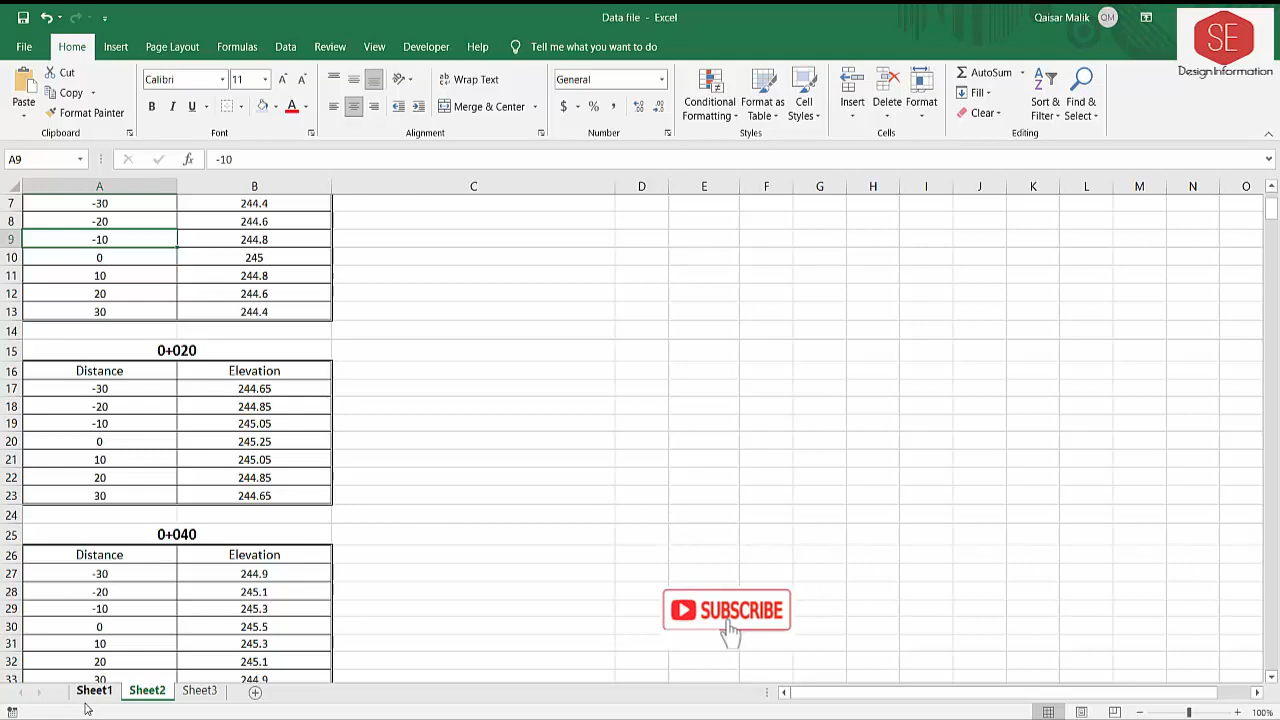 Data file - Excel
Qaisar Malik QM
SE
DesignInformation
File Home Insert Page Layout Formulas Data Review View Developer Help Tell me what you want to do
Paste
Cut
Copy
Format Painter
Clipboard
Calibri 11
B I U
Font
Wrap Text
Merge & Center
Alignment
General
$ % ,
Number
Conditional Formatting
Format as Table
Cell Styles
Styles
Insert Delete Format
Cells
AutoSum
Fill
Clear
Sort & Filter
Find & Select
Editing
A9 fx -10
A B C D E F G H I J K L M N O
7 -30 244.4
8 -20 244.6
9 -10 244.8
10 0 245
11 10 244.8
12 20 244.6
13 30 244.4
14
15 0+020
16 Distance Elevation
17 -30 244.65
18 -20 244.85
19 -10 245.05
20 0 245.25
21 10 245.05
22 20 244.85
23 30 244.65
24
25 0+040
26 Distance Elevation
27 -30 244.9
28 -20 245.1
29 -10 245.3
30 0 245.5
31 10 245.3
32 20 245.1
33 30 244.9
SUBSCRIBE
Sheet1 Sheet2 Sheet3
100%